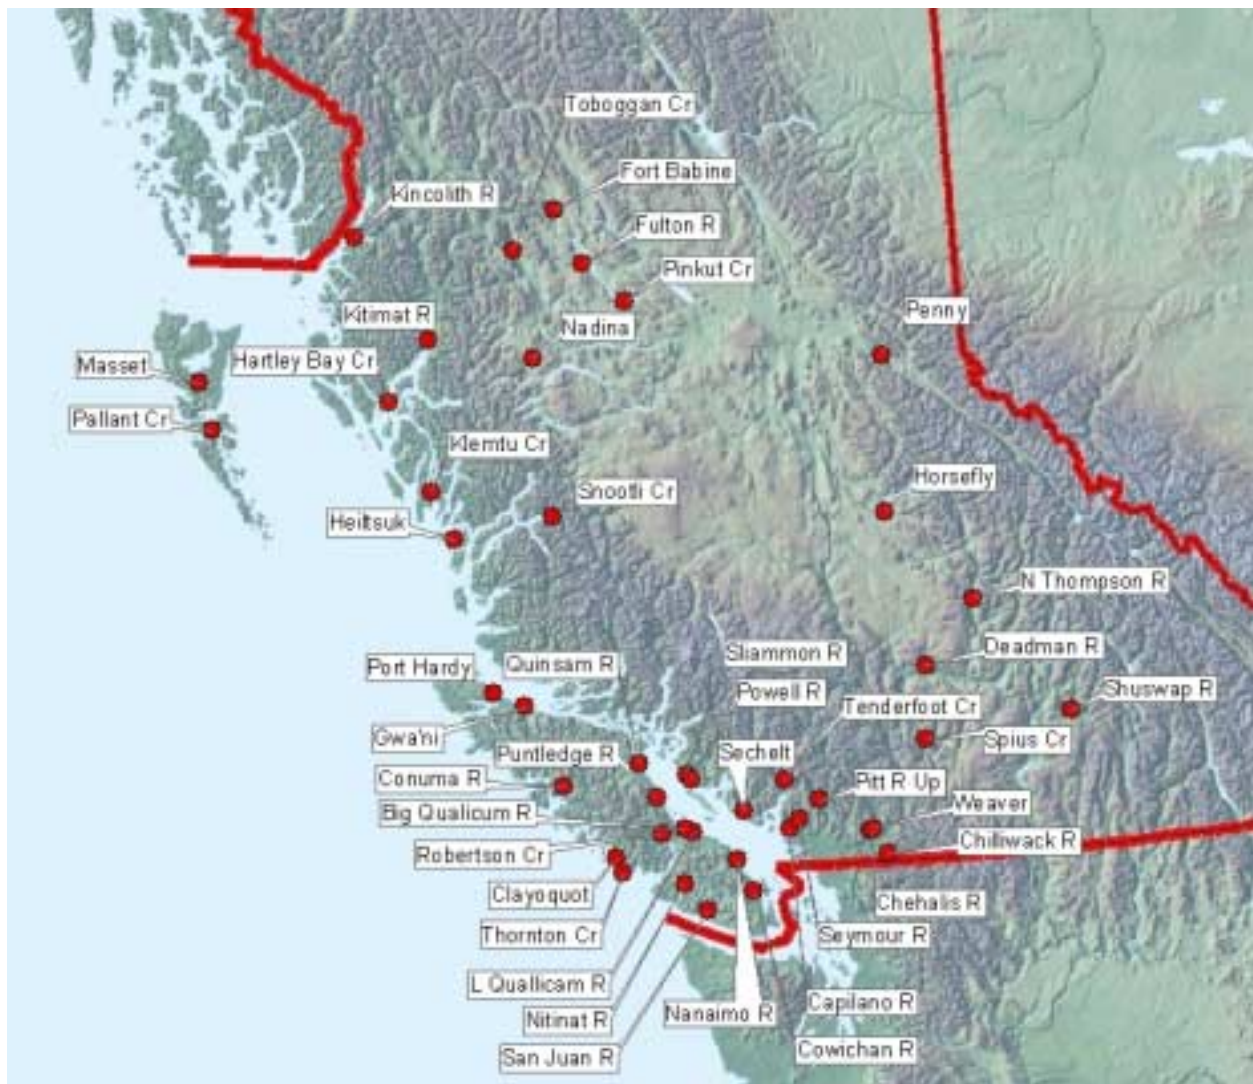 Toboggan Cr
Fort Babine
Kincolith R
Fulton R
Pinkut Cr
Kitimat R
Nadina
Penny
Masset
Hartley Bay Cr
Pallant Cr
Klemtu Cr
Snootli Cr
Horsefly
Heiltsuk
N Thompson R
Sliammon R
Deadman R
Port Hardy
Quinsam R
Powell R
Shuswap R
Tenderfoot Cr
Gwa'ni
Spius Cr
Puntledge R
Sechelt
Conuma R
Pitt R Up
Weaver
Big Qualicum R
Chilliwack R
Robertson Cr
Clayoquot
Chehalis R
Thornton Cr
Seymour R
L Quallicam R
Nanaimo R
Capilano R
Nitinat R
Cowichan R
San Juan R